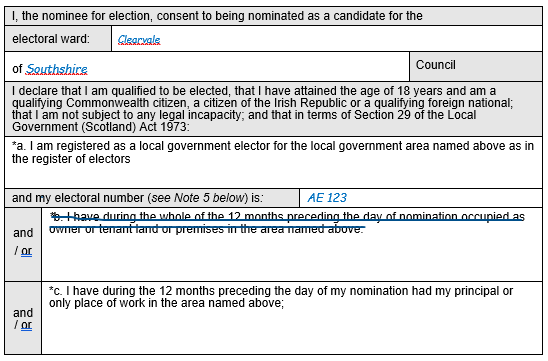 I, the nominee for election, consent to being nominated as a candidate for the
electoral ward: Clearvale
of Southshire Council
I declare that I am qualified to be elected, that I have attained the age of 18 years and am a
qualifying Commonwealth citizen, a citizen of the Irish Republic or a qualifying foreign national;
that I am not subject to any legal incapacity; and that in terms of Section 29 of the Local
Government (Scotland) Act 1973:
*a. I am registered as a local government elector for the local government area named above as in
the register of electors
and my electoral number (see Note 5 below) is: AE 123
and
/ or
*b. I have during the whole of the 12 months preceding the day of nomination occupied as
owner or tenant land or premises in the area named above.
and
/ or
*c. I have during the 12 months preceding the day of my nomination had my principal or
only place of work in the area named above;